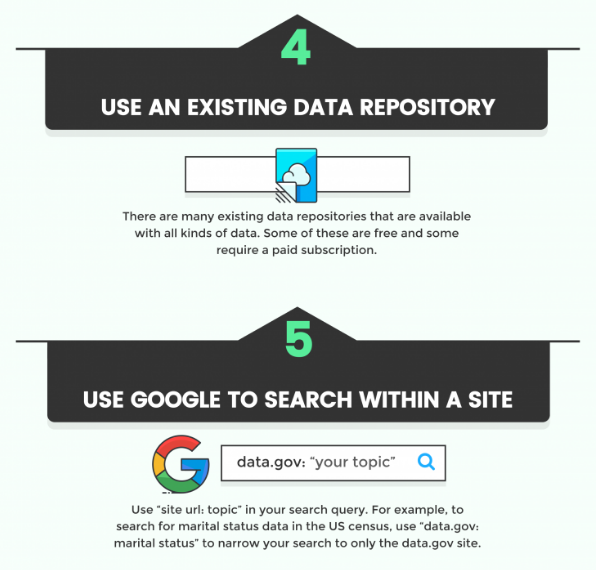 4
USE AN EXISTING DATA REPOSITORY
There are many existing data repositories that are available
with all kinds of data. Some of these are free and some
require a paid subscription.
5
USE GOOGLE TO SEARCH WITHIN A SITE
data.gov: “your topic”
Use “site url: topic” in your search query. For example, to
search for marital status data in the US census, use “data.gov:
marital status” to narrow your search to only the data.gov site.